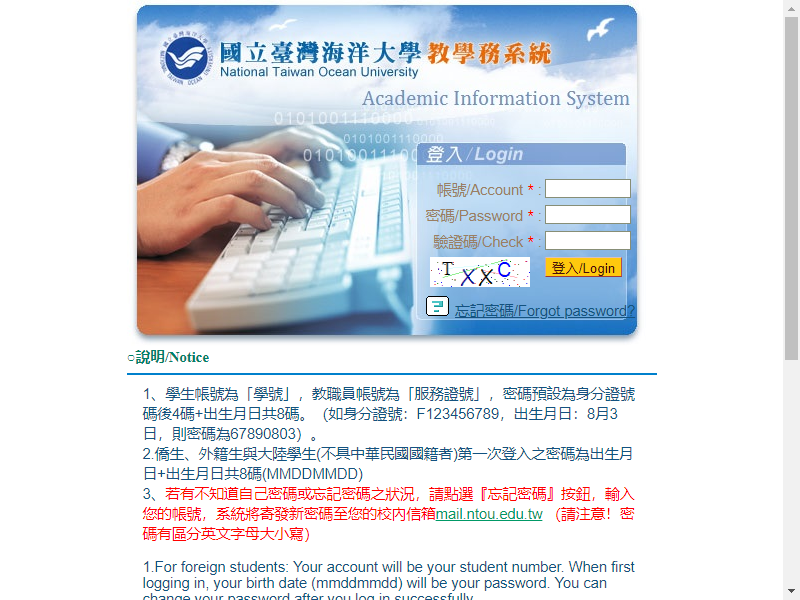 國立臺灣海洋大學 教學務系統
National Taiwan Ocean University
Academic Information System
0101001110000
0101001110000
01010011100
登入/Login
帳號/Account * :
密碼/Password * :
驗證碼/Check * :
TXXC
登入/Login
忘記密碼/Forgot password?
○說明/Notice
1、學生帳號為「學號」，教職員帳號為「服務證號」，密碼預設為身分證號
碼後4碼+出生月日共8碼。（如身分證號：F123456789，出生月日：8月3
日，則密碼為67890803）。
2.僑生、外籍生與大陸學生(不具中華民國國籍者)第一次登入之密碼為出生月
日+出生月日共8碼(MMDDMMDD)
3、若有不知道自己密碼或忘記密碼之狀況，請點選『忘記密碼』按鈕，輸入
您的帳號，系統將寄發新密碼至您的校內信箱mail.ntou.edu.tw （請注意！密
碼有區分英文字母大小寫）
1.For foreign students: Your account will be your student number. When first
logging in, your birth date (mmddmmdd) will be your password. You can
change your password after you log in successfully.